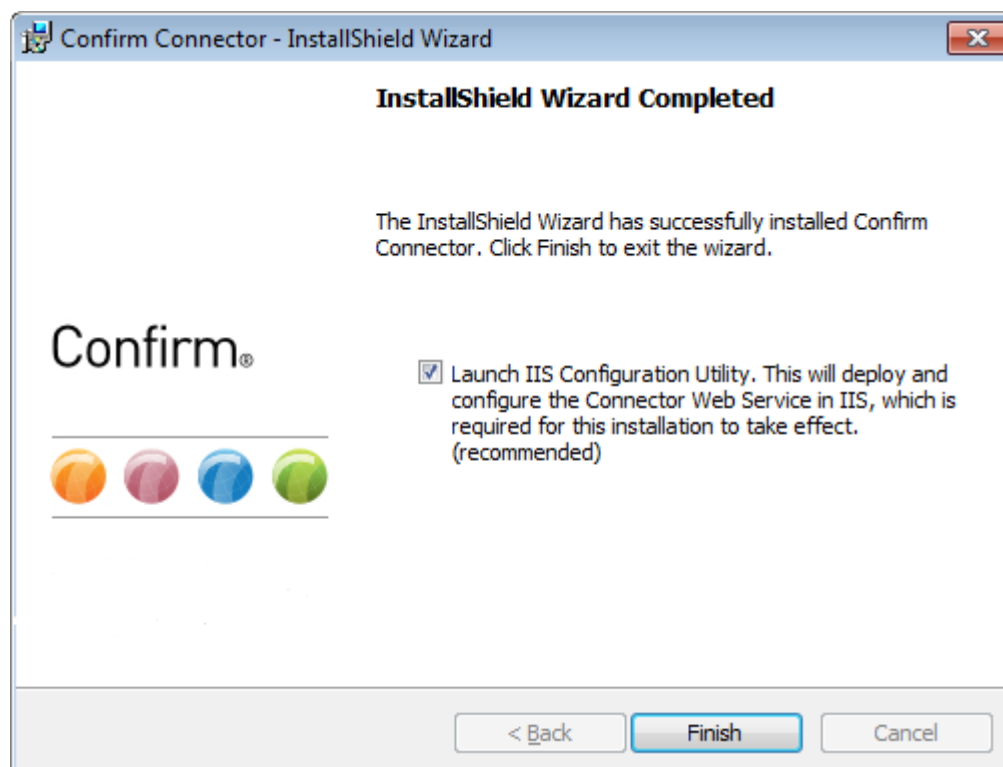 Confirm Connector - InstallShield Wizard
InstallShield Wizard Completed
The InstallShield Wizard has successfully installed Confirm
Connector. Click Finish to exit the wizard.
Confirm®
Launch IIS Configuration Utility. This will deploy and
configure the Connector Web Service in IIS, which is
required for this installation to take effect.
(recommended)
< Back
Finish
Cancel